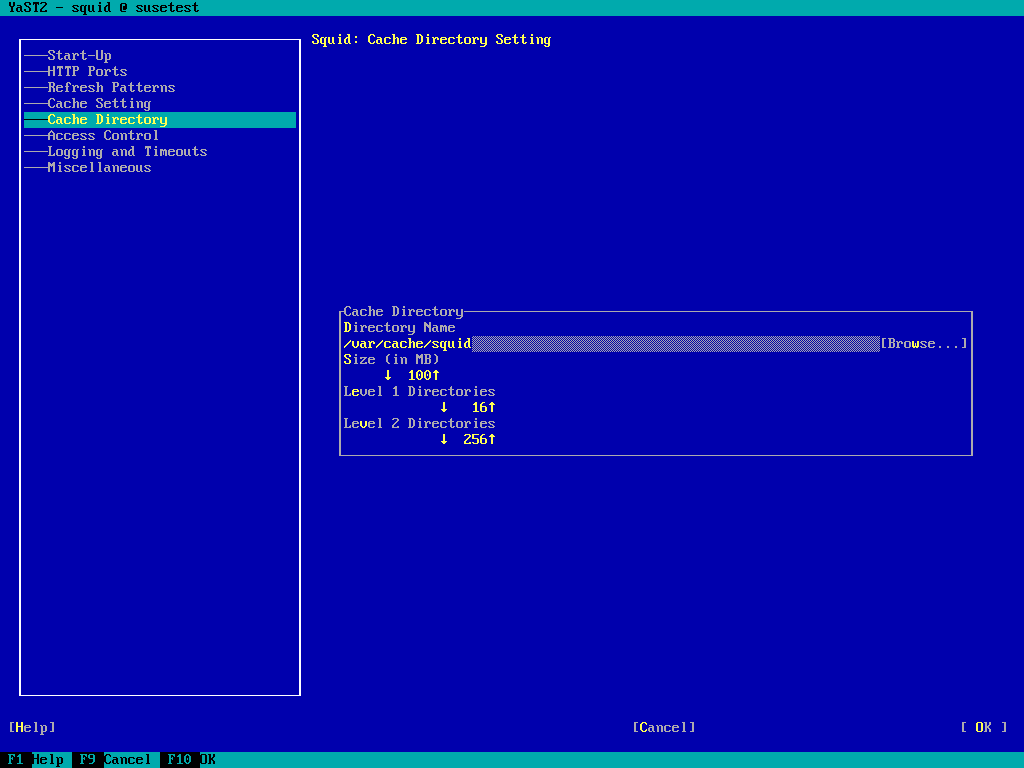 YaST2 - squid @ susetest
Squid: Cache Directory Setting
Start-Up
HTTP Ports
Refresh Patterns
Cache Setting
Cache Directory
Access Control
Logging and Timeouts
Miscellaneous
Cache Directory
Directory Name
/var/cache/squid [Browse...]
Size (in MB)
↓ 100↑
Level 1 Directories
↓ 16↑
Level 2 Directories
↓ 256↑
[Help] [Cancel] [ OK ]
F1 Help F9 Cancel F10 OK